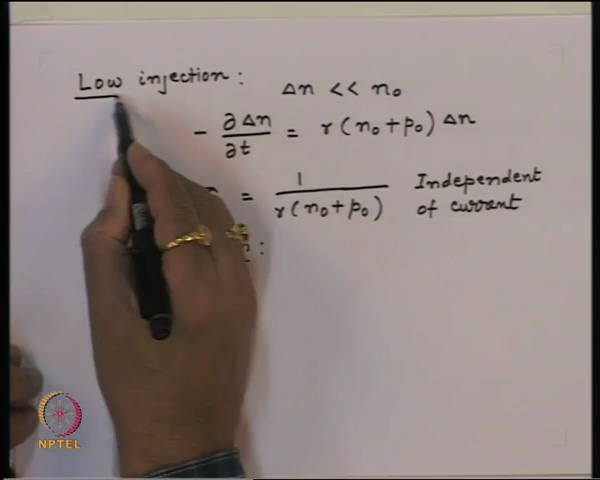 Low injection :
Δn << n₀
- ∂Δn/∂t = r(n₀+p₀) Δn
= 1/r(n₀+p₀) Independent of current
:
NPTEL